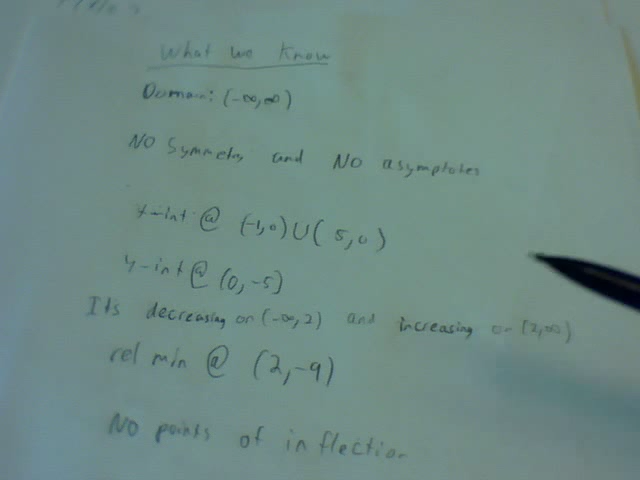 What we know
Domain: (-∞,∞)
NO Symmetry and NO asymptotes
x-int @ (-1,0) U ( 5,0 )
y-int @ (0,-5)
Its decreasing on (-∞,2) and increasing on (2,∞)
rel min @ (2,-9)
No points of inflection